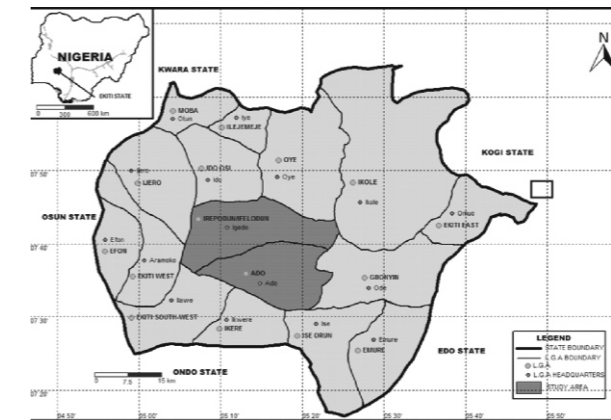 NIGERIA
EKITI STATE
0 200 600 km
N
KWARA STATE
KOGI STATE
OSUN STATE
ONDO STATE
EDO STATE
MOBA
Otun
Iye
ILEJEMEJE
OYE
Oye
IDO OSI
Ido
IJERO
Ijero
IKOLE
Ikole
Omuo
EKITI EAST
IREPODUN/IFELODUN
Igede
Efon
EFON
Aramoko
EKITI WEST
ADO
Ado
GBONYIN
Ode
Ilawe
EKITI SOUTH-WEST
Ikwere
IKERE
Ise
ISE ORUN
Emure
EMURE
07 50
07 40
07 30
07 20
04 50
05 00
05 10
05 20
05 30
05 40
05 50
0 7.5 15 km
LEGEND
STATE BOUNDARY
L.G.A BOUNDARY
L.G.A
L.G.A HEADQUARTERS
STUDY AREA